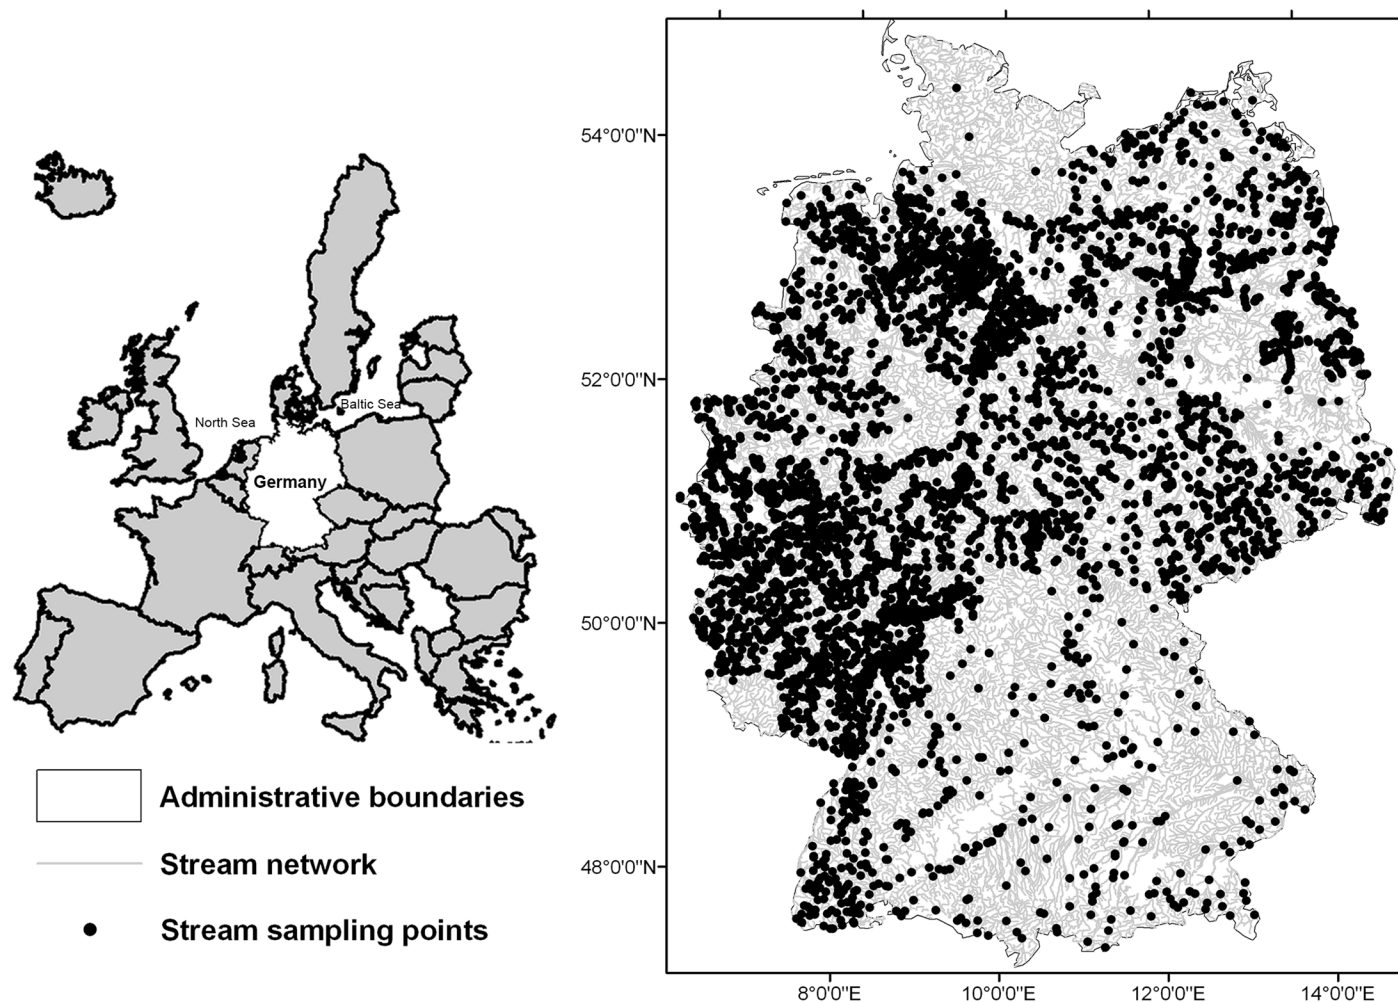 North Sea
Baltic Sea
Germany
Administrative boundaries
Stream network
Stream sampling points
54°0'0"N
52°0'0"N
50°0'0"N
48°0'0"N
8°0'0"E
10°0'0"E
12°0'0"E
14°0'0"E